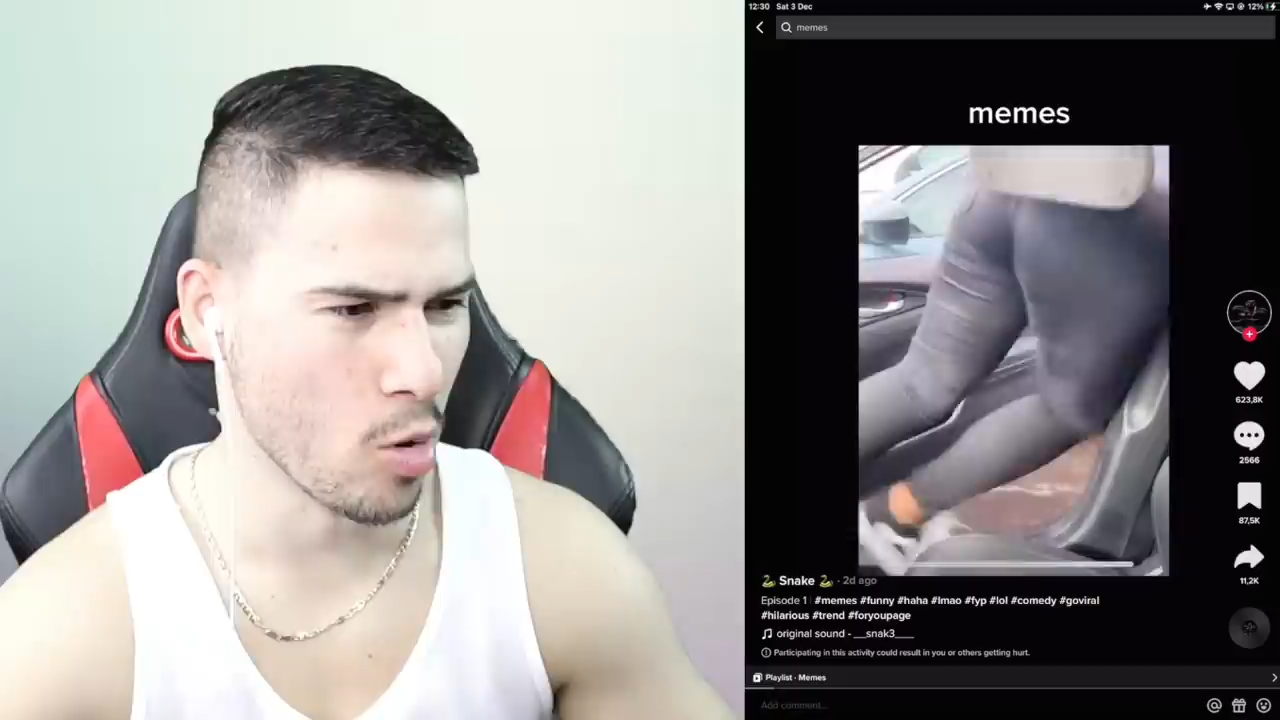 12:30 Sat 3 Dec
12%
memes
memes
623,8K
2566
87,5K
11,2K
🐍 Snake 🐍 · 2d ago
Episode 1 #memes #funny #haha #lmao #fyp #lol #comedy #goviral
#hilarious #trend #foryoupage
original sound - __snak3___
Participating in this activity could result in you or others getting hurt.
Playlist · Memes
Add comment...